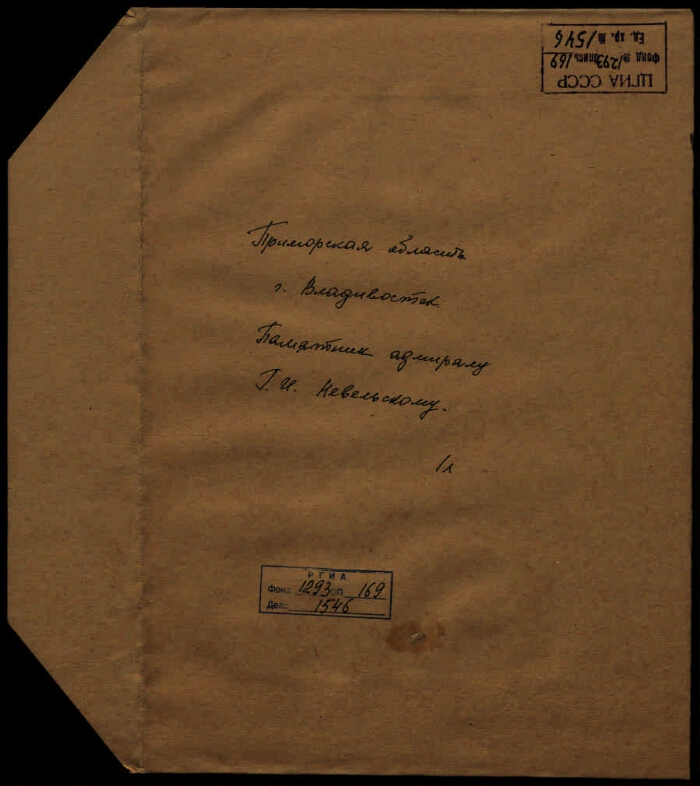 ЦГИА СССР
Фонд № 1293 опись 169
Ед. хр. № 1546
Приморская область
г. Владивосток.
Памятник адмиралу
Г. И. Невельскому.
1 л
РГИА
Фонд 1293 оп 169
Дело 1546